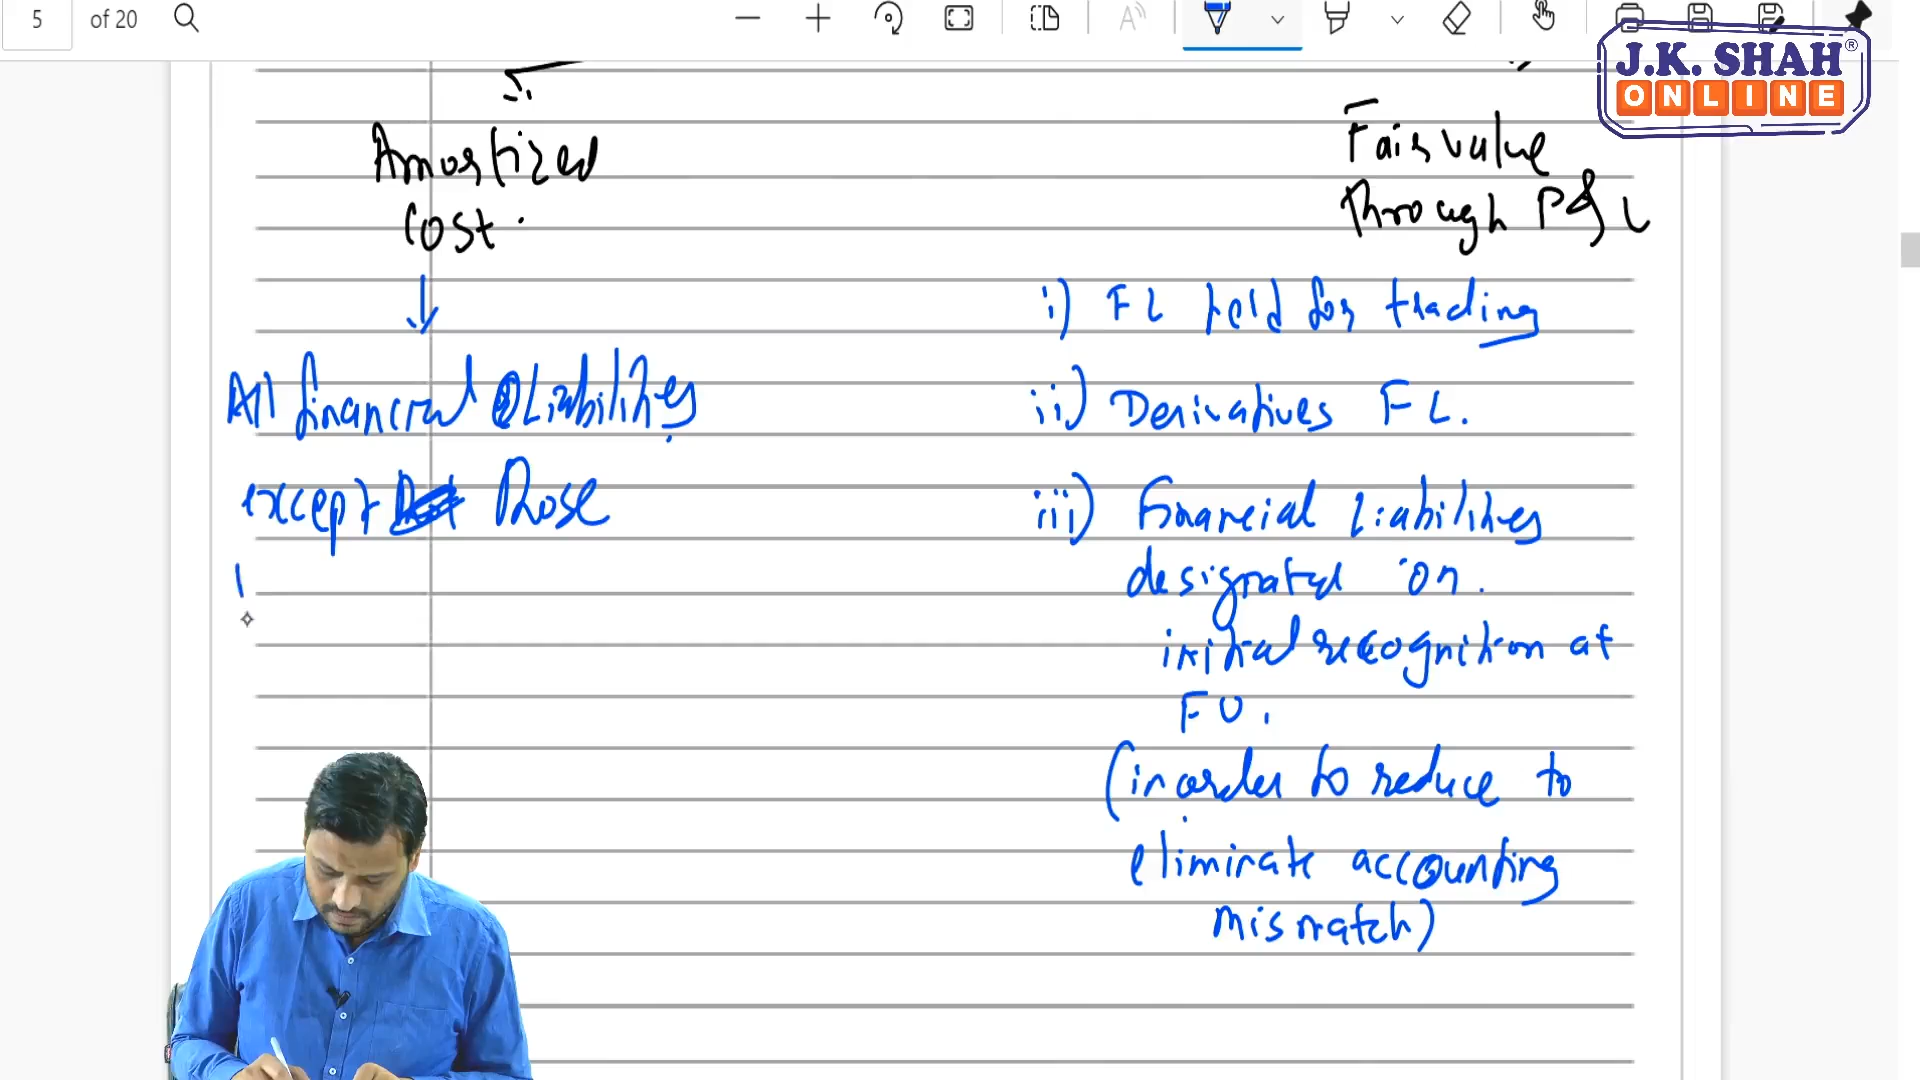 5 of 20
J.K. SHAH®
ONLINE
Amortized
Cost.
All financial Liabilities
except those
Fair value
Through P&L
i) FL held for trading
ii) Derivatives FL.
iii) Financial Liabilities
designated on.
initial recognition at
FV.
(in order to reduce to
eliminate accounting
mismatch)